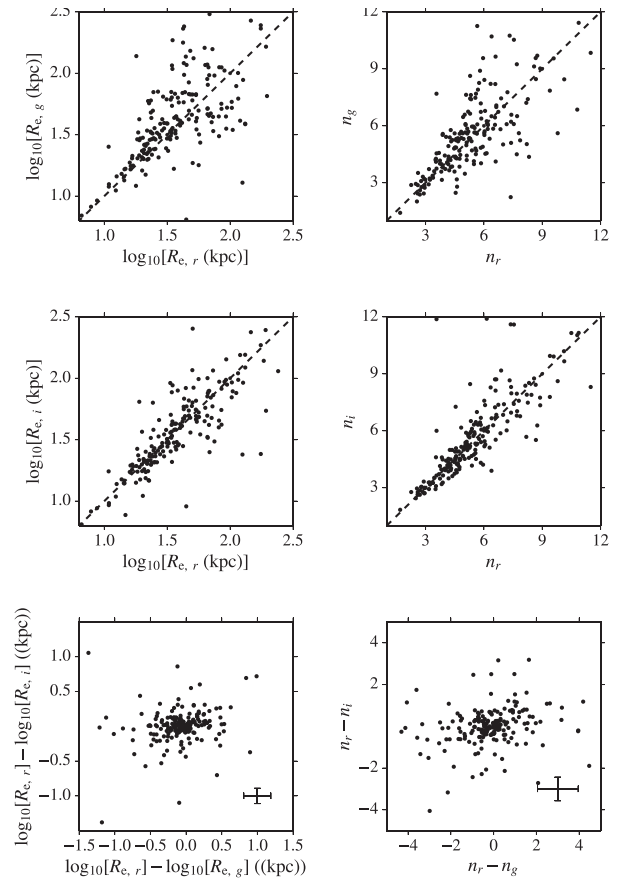 2.5
2.0
1.5
1.0
log10[Re, g (kpc)]
1.0 1.5 2.0 2.5
log10[Re, r (kpc)]
12
9
6
3
ng
3 6 9 12
nr
2.5
2.0
1.5
1.0
log10[Re, i (kpc)]
1.0 1.5 2.0 2.5
log10[Re, r (kpc)]
12
9
6
3
ni
3 6 9 12
nr
1.0
0.5
−0.5
−1.0
log10[Re, r]−log10[Re, i] ((kpc))
−1.5 −1.0 −0.5 0.0 0.5 1.0 1.5
log10[Re, r]−log10[Re, g] ((kpc))
5
2
−2
−4
nr−ni
−4 −2 0 2 4
nr−ng